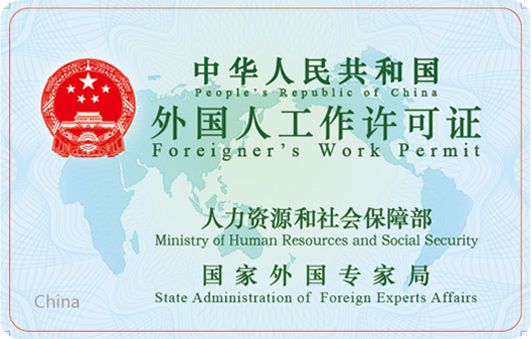 中华人民共和国
People's Republic of China
外国人工作许可证
Foreigner's Work Permit
人力资源和社会保障部
Ministry of Human Resources and Social Security
国家外国专家局
State Administration of Foreign Experts Affairs
China